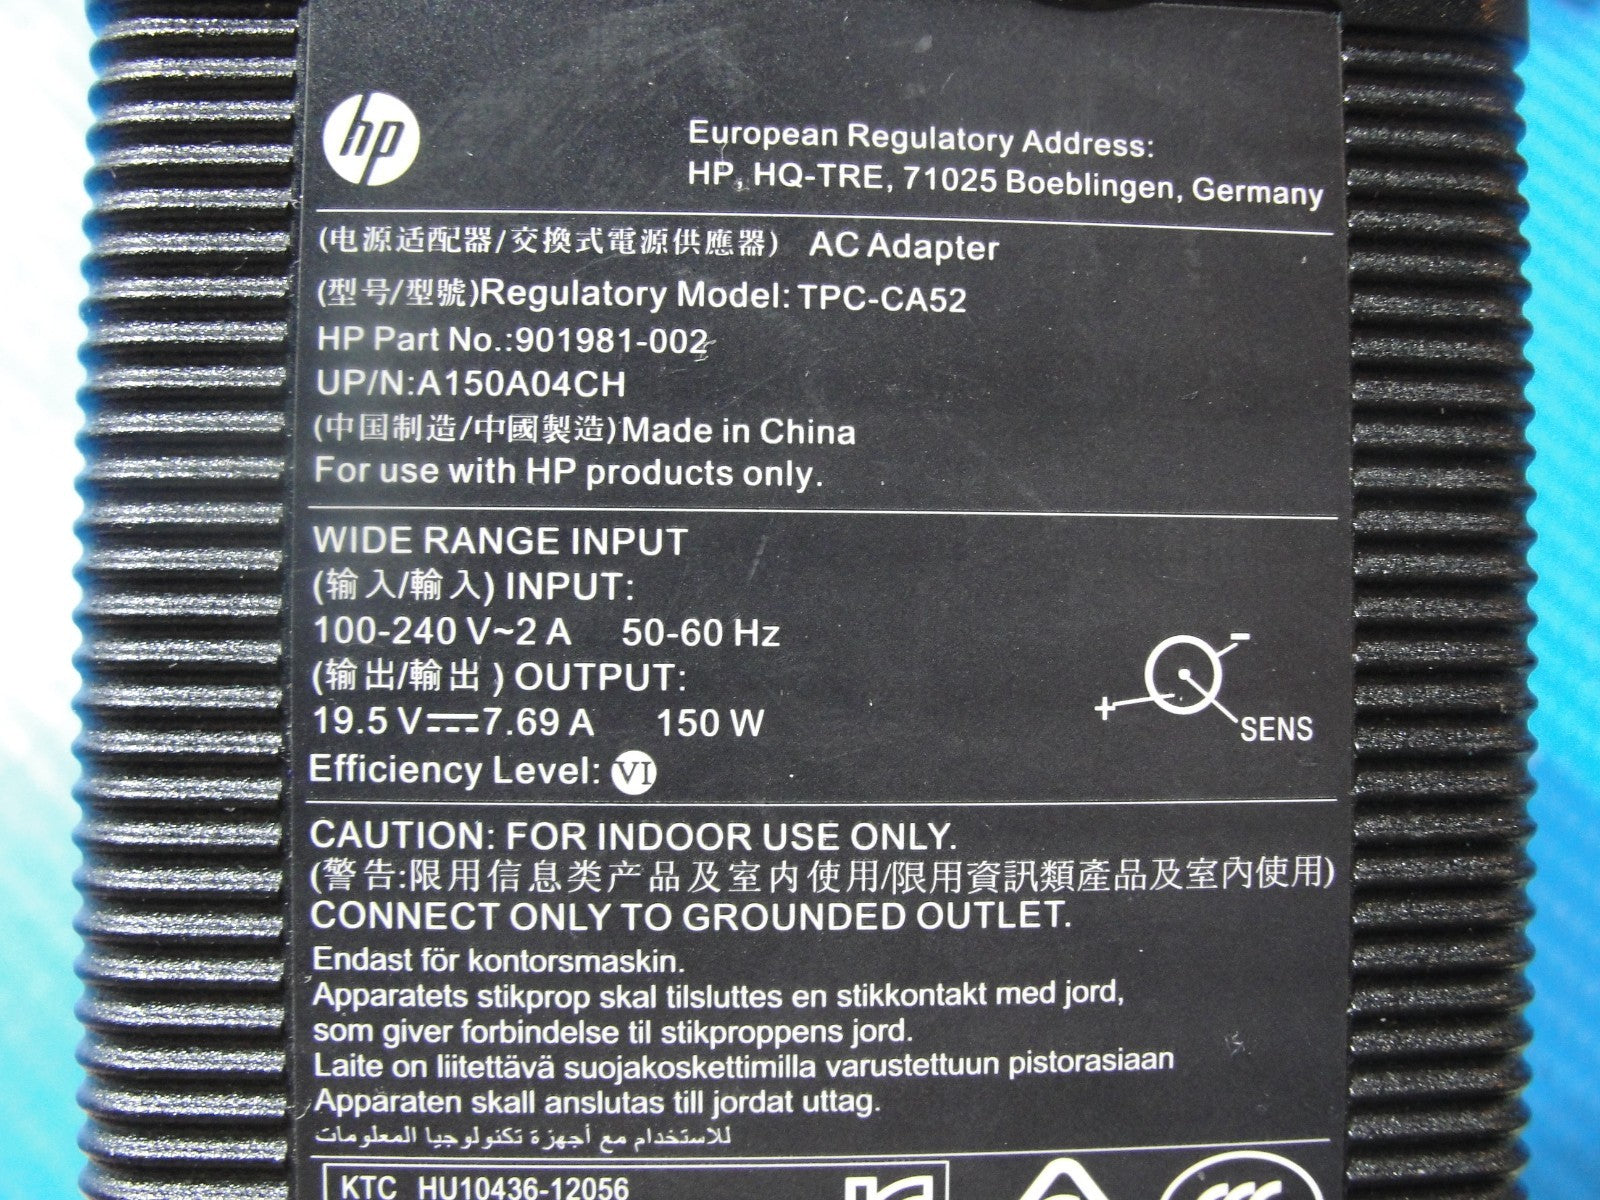 hp
European Regulatory Address:
HP, HQ-TRE, 71025 Boeblingen, Germany
(电源适配器/交換式電源供應器) AC Adapter
(型号/型號)Regulatory Model: TPC-CA52
HP Part No.:901981-002
UP/N:A150A04CH
(中国制造/中國製造)Made in China
For use with HP products only.
WIDE RANGE INPUT
(输入/輸入) INPUT:
100-240 V~2 A 50-60 Hz
(输出/輸出) OUTPUT:
19.5 V⎓7.69 A 150 W
Efficiency Level: VI
-
+
SENS
CAUTION: FOR INDOOR USE ONLY.
(警告:限用信息类产品及室内使用/限用資訊類產品及室內使用)
CONNECT ONLY TO GROUNDED OUTLET.
Endast för kontorsmaskin.
Apparatets stikprop skal tilsluttes en stikkontakt med jord,
som giver forbindelse til stikproppens jord.
Laite on liitettävä suojakoskettimilla varustettuun pistorasiaan
Apparaten skall anslutas till jordat uttag.
للاستخدام مع أجهزة تكنولوجيا المعلومات
KTC HU10436-12056